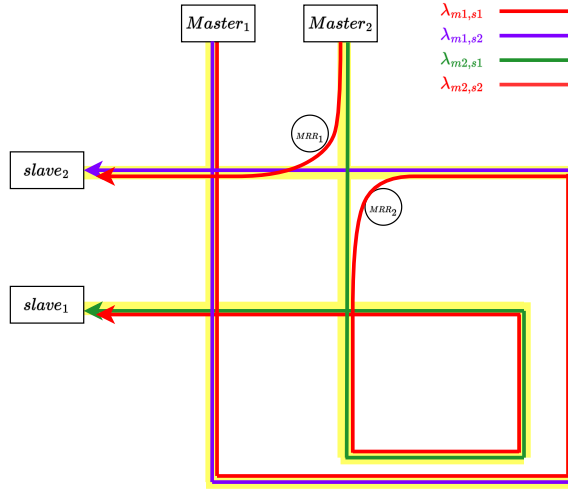 Master₁
Master₂
λₘ₁,ₛ₁
λₘ₁,ₛ₂
λₘ₂,ₛ₁
λₘ₂,ₛ₂
MRR₁
slave₂
MRR₂
slave₁